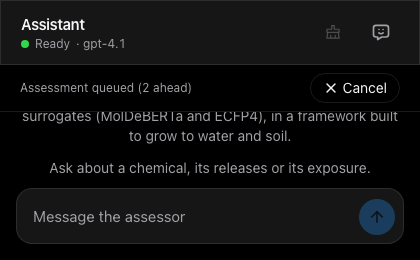 Assistant
Ready · gpt-4.1
Assessment queued (2 ahead)
Cancel
surrogates (MolDeBERTa and ECFP4), in a framework built
to grow to water and soil.
Ask about a chemical, its releases or its exposure.
Message the assessor